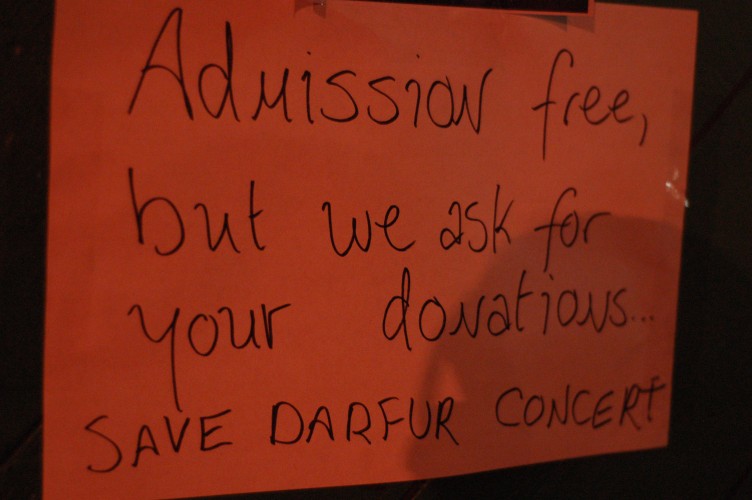 Admission free,
but we ask for
your donations...
SAVE DARFUR CONCERT